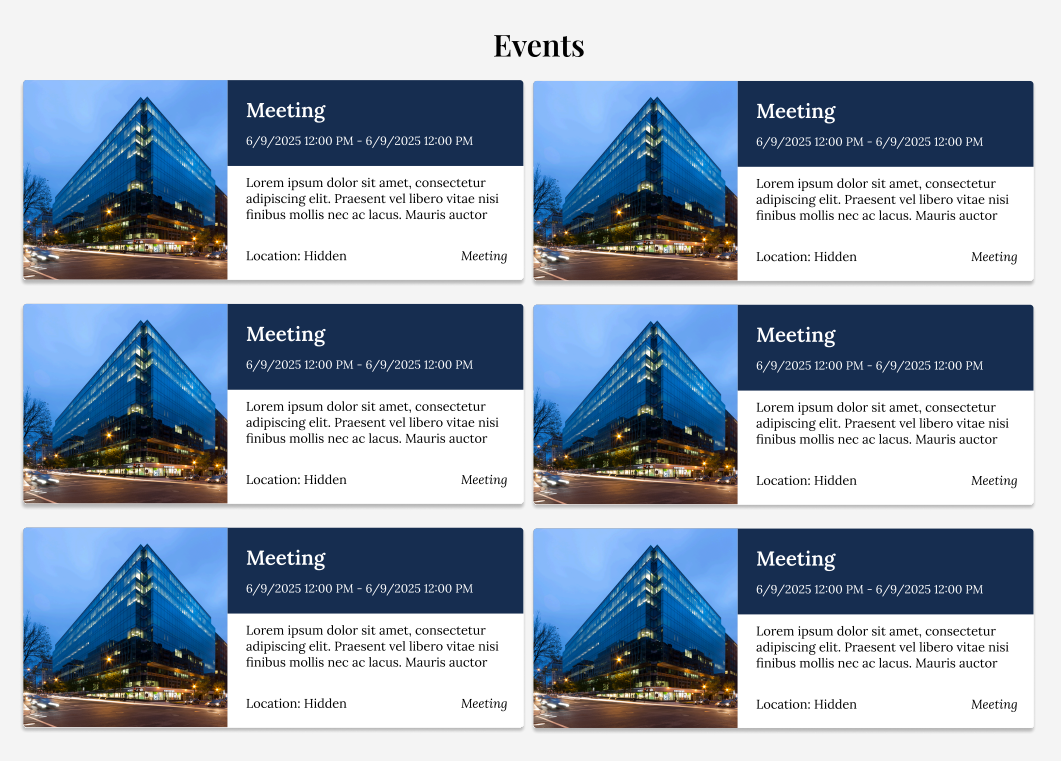 Events
Meeting
6/9/2025 12:00 PM - 6/9/2025 12:00 PM
Lorem ipsum dolor sit amet, consectetur
adipiscing elit. Praesent vel libero vitae nisi
finibus mollis nec ac lacus. Mauris auctor
Location: Hidden
Meeting
Meeting
6/9/2025 12:00 PM - 6/9/2025 12:00 PM
Lorem ipsum dolor sit amet, consectetur
adipiscing elit. Praesent vel libero vitae nisi
finibus mollis nec ac lacus. Mauris auctor
Location: Hidden
Meeting
Meeting
6/9/2025 12:00 PM - 6/9/2025 12:00 PM
Lorem ipsum dolor sit amet, consectetur
adipiscing elit. Praesent vel libero vitae nisi
finibus mollis nec ac lacus. Mauris auctor
Location: Hidden
Meeting
Meeting
6/9/2025 12:00 PM - 6/9/2025 12:00 PM
Lorem ipsum dolor sit amet, consectetur
adipiscing elit. Praesent vel libero vitae nisi
finibus mollis nec ac lacus. Mauris auctor
Location: Hidden
Meeting
Meeting
6/9/2025 12:00 PM - 6/9/2025 12:00 PM
Lorem ipsum dolor sit amet, consectetur
adipiscing elit. Praesent vel libero vitae nisi
finibus mollis nec ac lacus. Mauris auctor
Location: Hidden
Meeting
Meeting
6/9/2025 12:00 PM - 6/9/2025 12:00 PM
Lorem ipsum dolor sit amet, consectetur
adipiscing elit. Praesent vel libero vitae nisi
finibus mollis nec ac lacus. Mauris auctor
Location: Hidden
Meeting